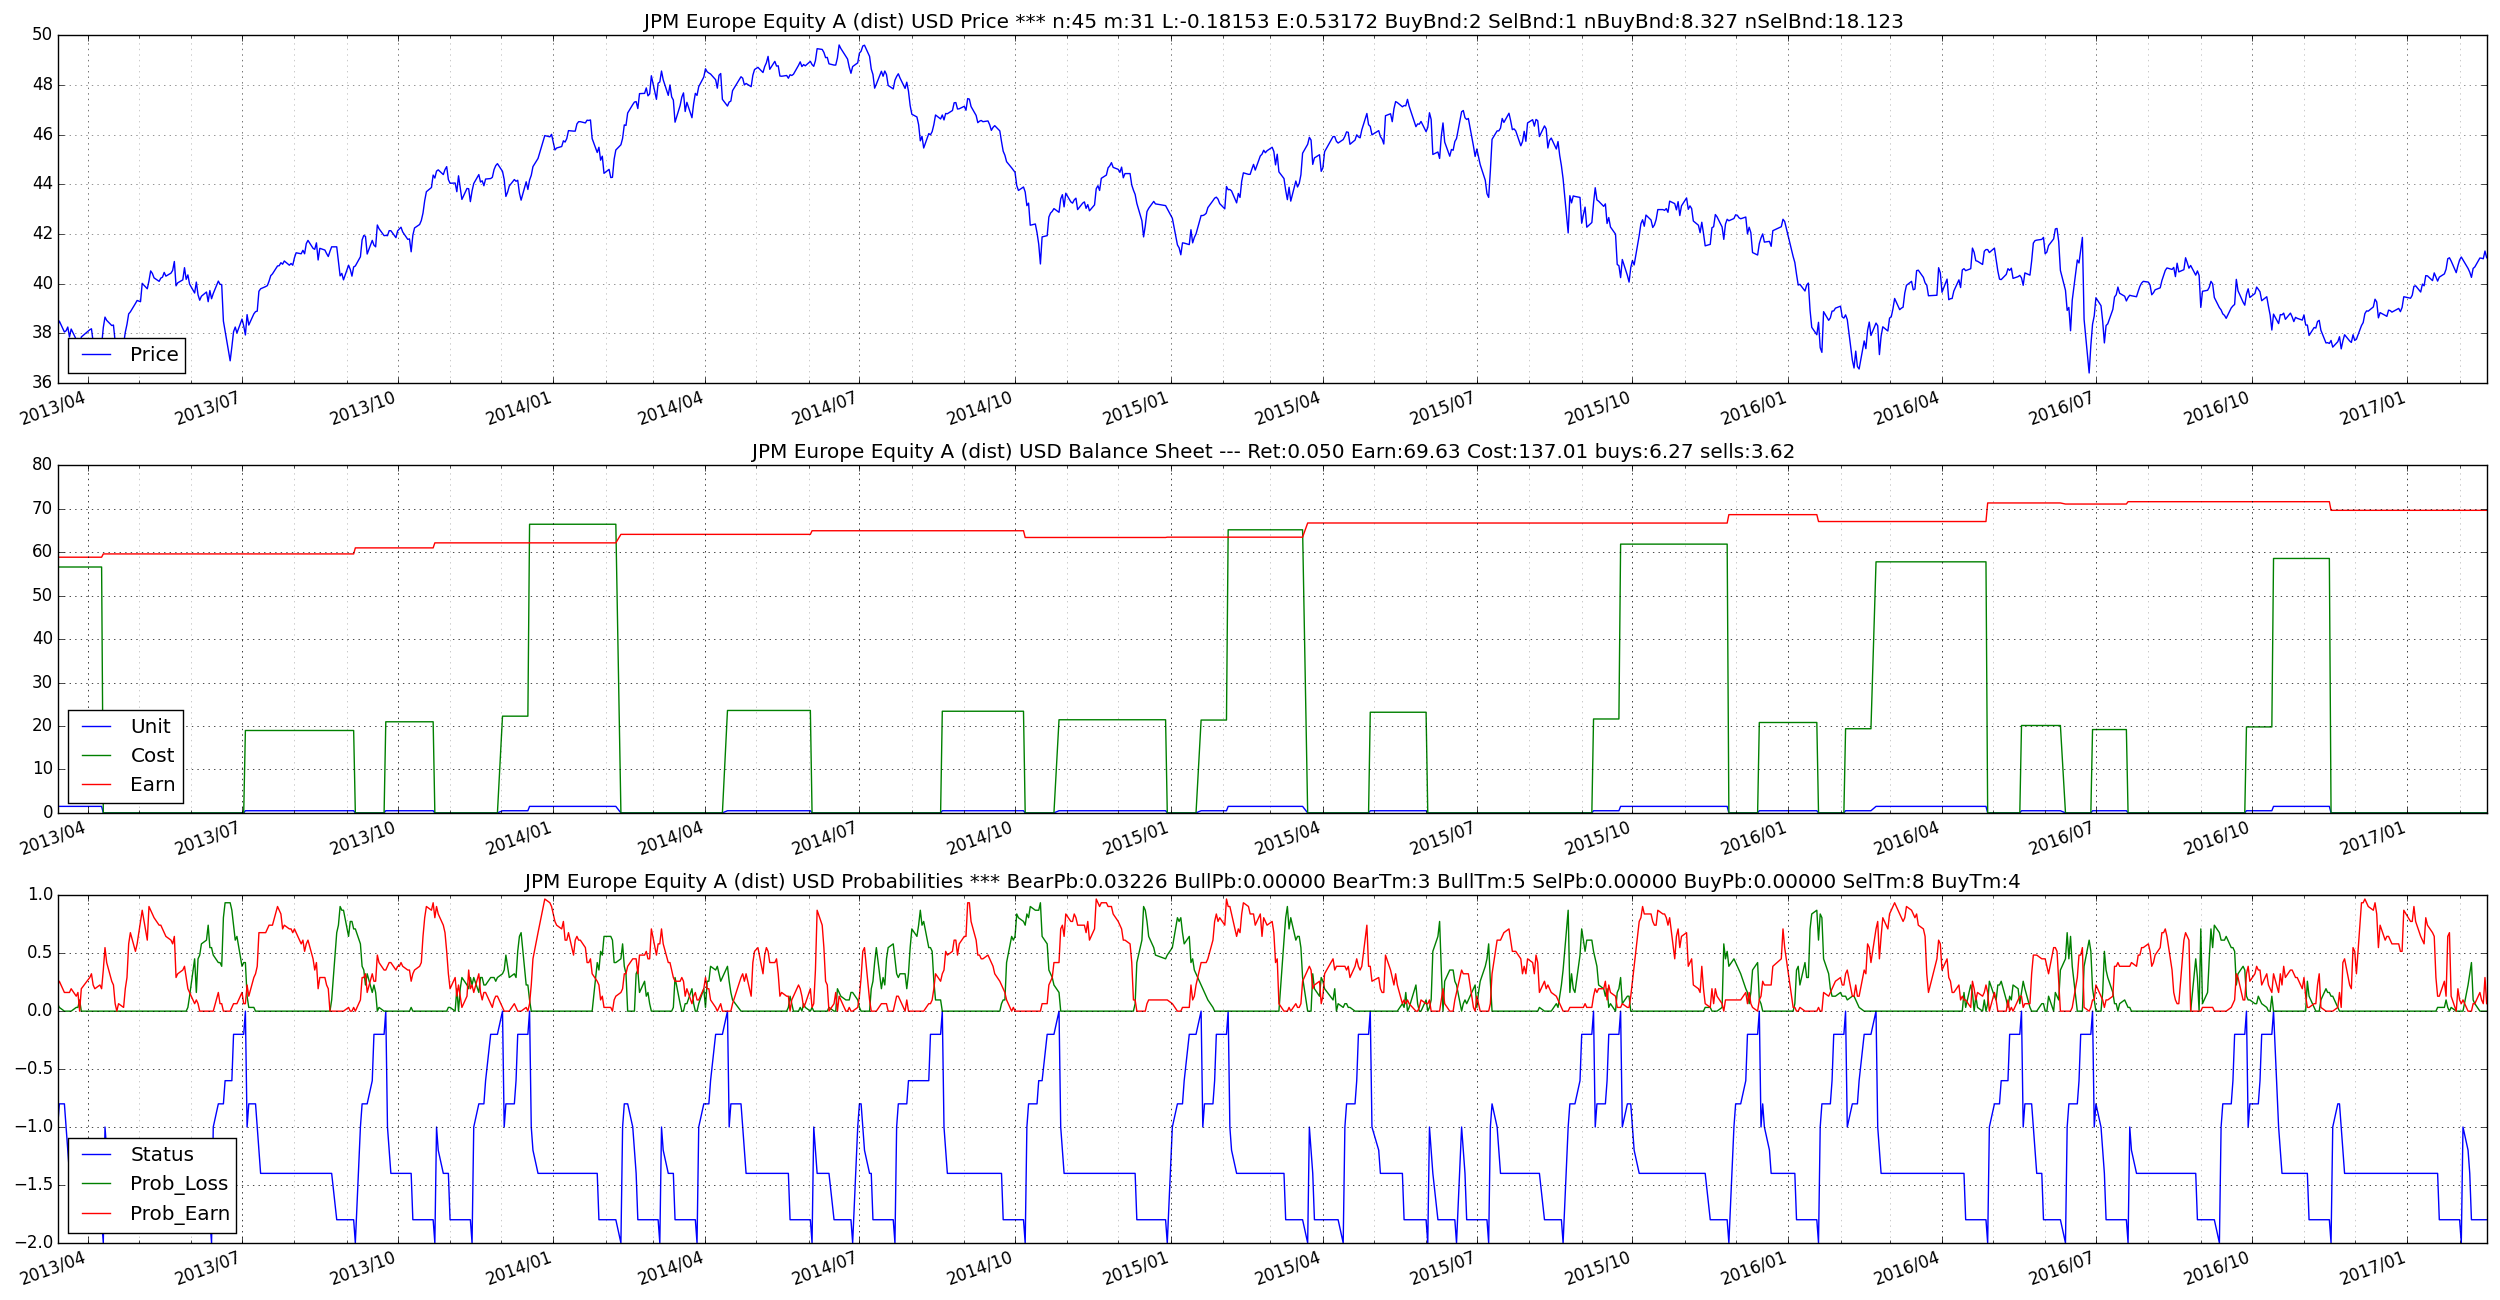 JPM Europe Equity A (dist) USD Price *** n:45 m:31 L:-0.18153 E:0.53172 BuyBnd:2 SelBnd:1 nBuyBnd:8.327 nSelBnd:18.123
50
48
46
44
42
40
38
36
Price
2013/04 2013/07 2013/10 2014/01 2014/04 2014/07 2014/10 2015/01 2015/04 2015/07 2015/10 2016/01 2016/04 2016/07 2016/10 2017/01
JPM Europe Equity A (dist) USD Balance Sheet --- Ret:0.050 Earn:69.63 Cost:137.01 buys:6.27 sells:3.62
80
70
60
50
40
30
20
10
0
Unit
Cost
Earn
2013/04 2013/07 2013/10 2014/01 2014/04 2014/07 2014/10 2015/01 2015/04 2015/07 2015/10 2016/01 2016/04 2016/07 2016/10 2017/01
JPM Europe Equity A (dist) USD Probabilities *** BearPb:0.03226 BullPb:0.00000 BearTm:3 BullTm:5 SelPb:0.00000 BuyPb:0.00000 SelTm:8 BuyTm:4
1.0
0.5
0.0
−0.5
−1.0
−1.5
−2.0
Status
Prob_Loss
Prob_Earn
2013/04 2013/07 2013/10 2014/01 2014/04 2014/07 2014/10 2015/01 2015/04 2015/07 2015/10 2016/01 2016/04 2016/07 2016/10 2017/01